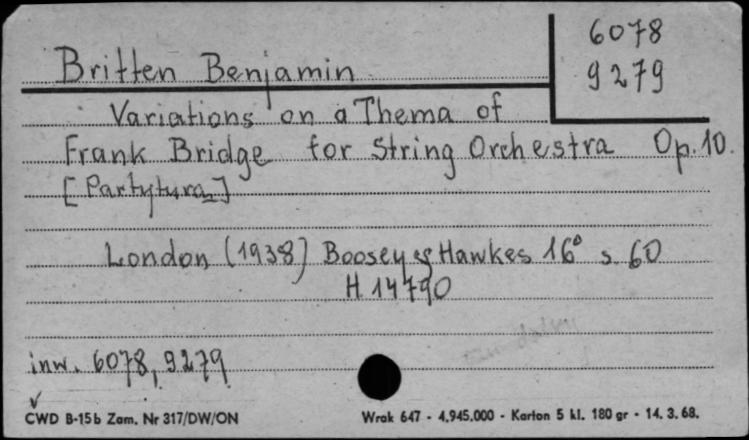 6078
9279
Britten Benjamin
Variations on a Thema of
Frank Bridge for String Orchestra Op. 10.
[Partytura]
London (1938) Boosey & Hawkes 16° s. 60
H 14790
inw. 6078, 9279
CWD B-15b Zam. Nr 317/DW/ON
Wrak 647 - 4.945.000 - Karton 5 kl. 180 gr - 14. 3. 68.